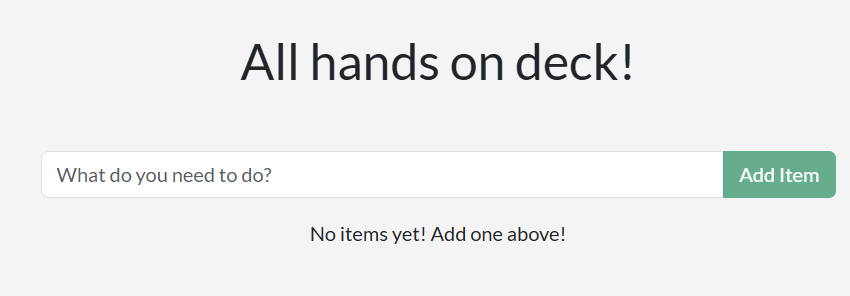 All hands on deck!
What do you need to do?
Add Item
No items yet! Add one above!